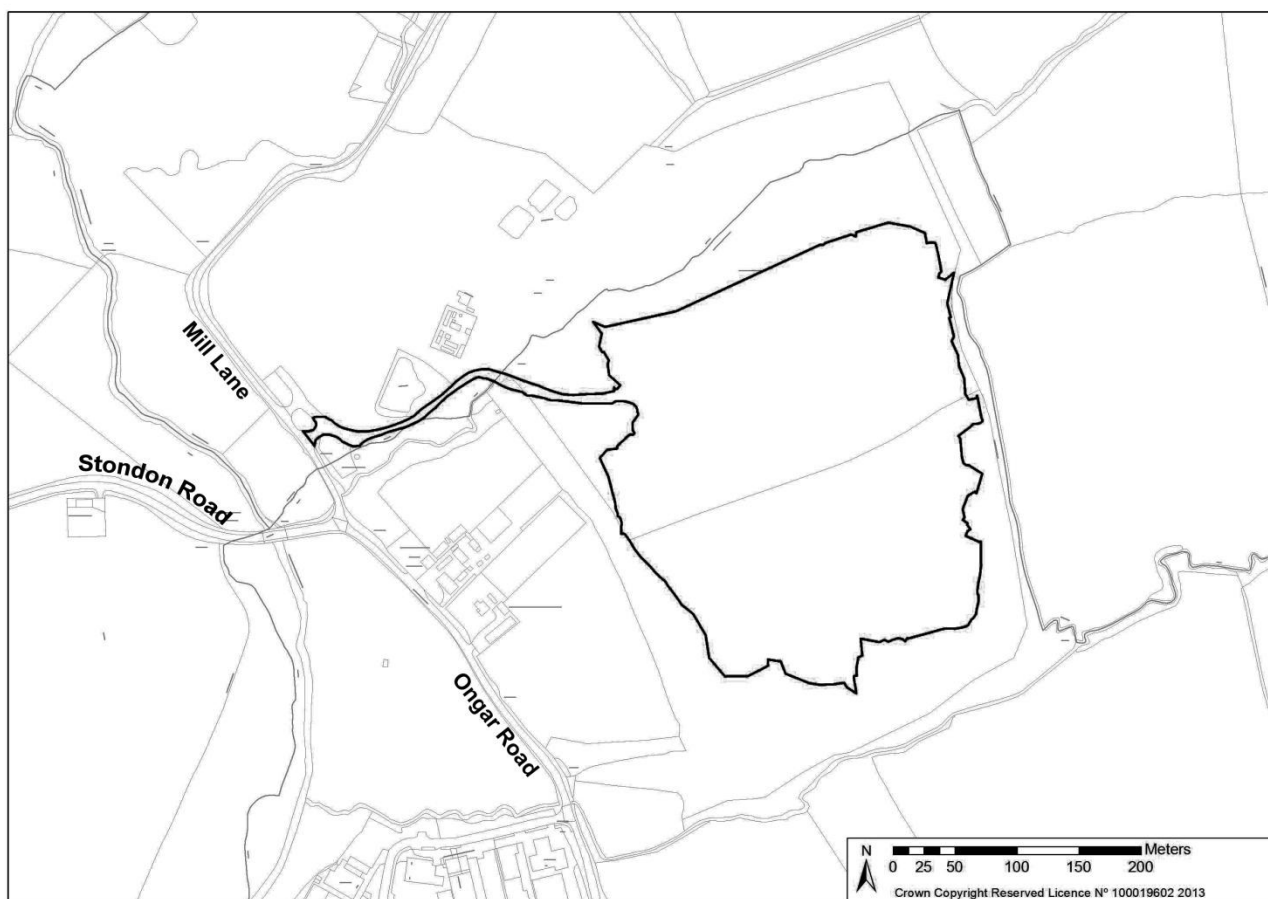 Mill Lane
Stondon Road
Ongar Road
N
Meters
0 25 50 100 150 200
Crown Copyright Reserved Licence Nº 100019602 2013